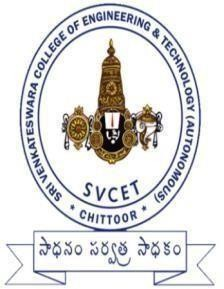 SRI VENKATESWARA COLLEGE OF ENGINEERING & TECHNOLOGY (AUTONOMOUS)
SVCET
* CHITTOOR *
సాధనం సర్వత్ర సాధకం